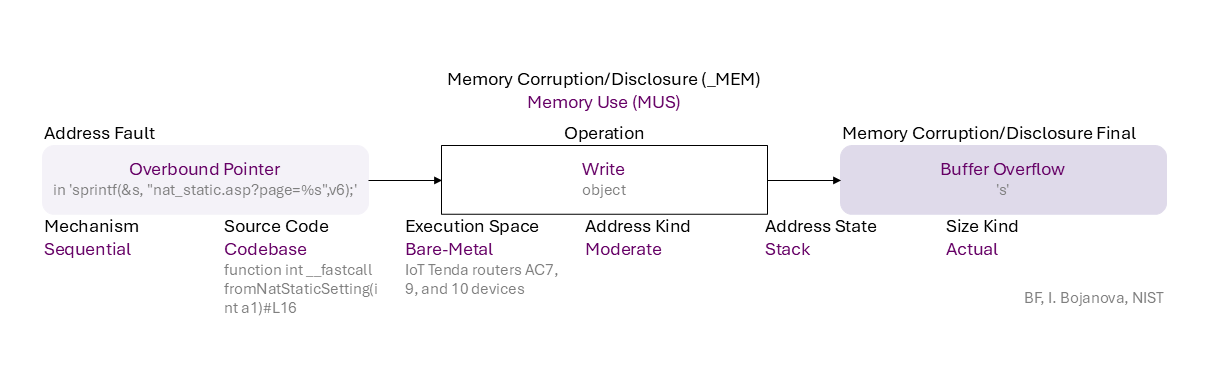 Memory Corruption/Disclosure (_MEM)
Memory Use (MUS)
Address Fault
Operation
Memory Corruption/Disclosure Final
Overbound Pointer
in 'sprintf(&s, "nat_static.asp?page=%s",v6);'
Write
object
Buffer Overflow
's'
Mechanism
Sequential
Source Code
Codebase
function int __fastcall
fromNatStaticSetting(i
nt a1)#L16
Execution Space
Bare-Metal
IoT Tenda routers AC7,
9, and 10 devices
Address Kind
Moderate
Address State
Stack
Size Kind
Actual
BF, I. Bojanova, NIST